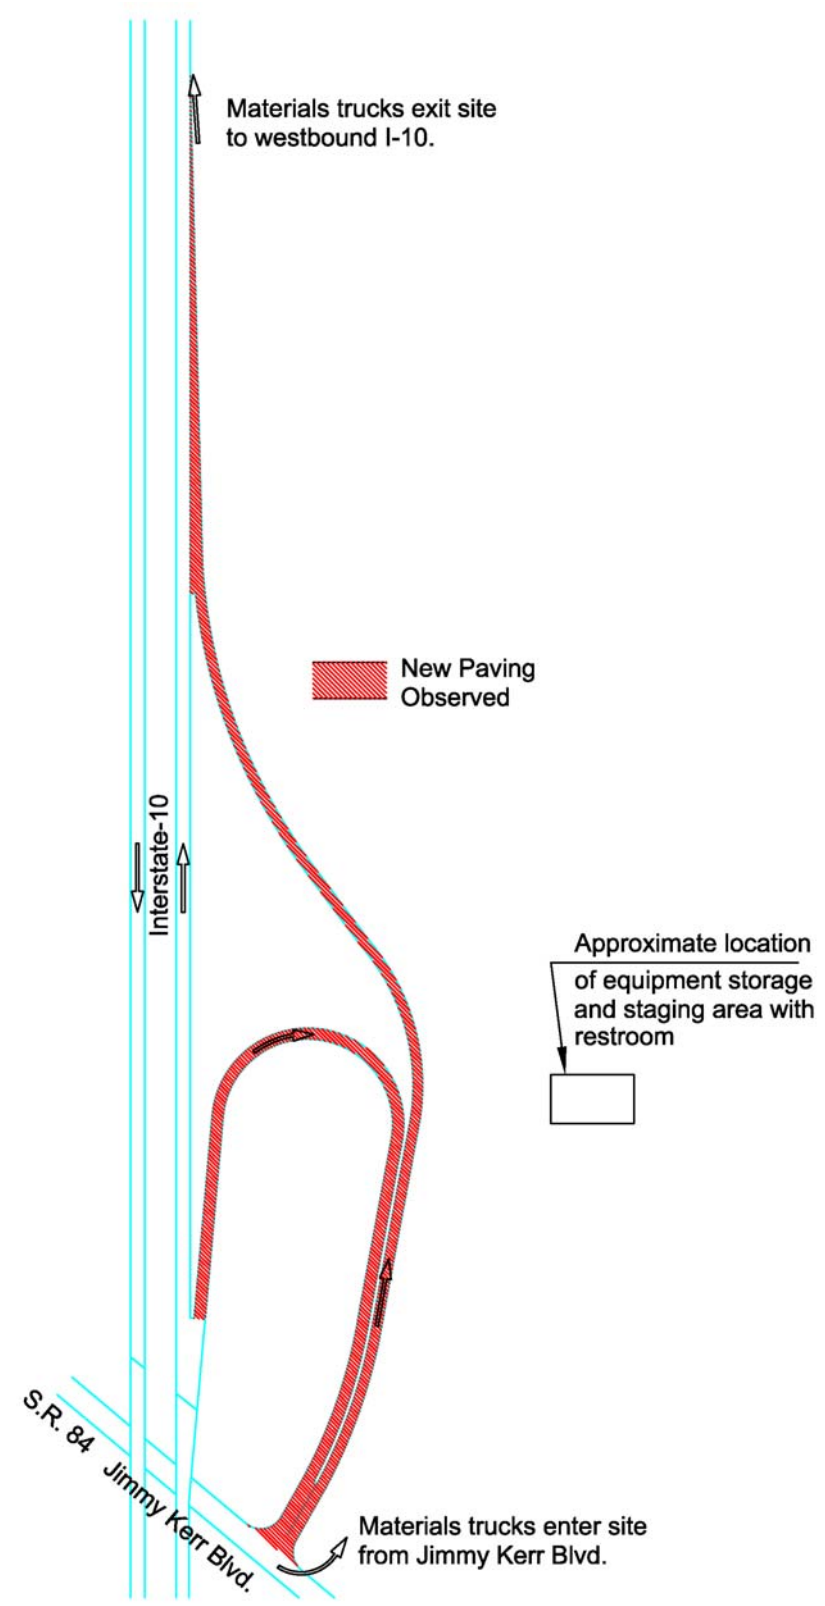 Materials trucks exit site
to westbound I-10.
New Paving
Observed
Interstate-10
Approximate location
of equipment storage
and staging area with
restroom
S.R. 84 Jimmy Kerr Blvd.
Materials trucks enter site
from Jimmy Kerr Blvd.